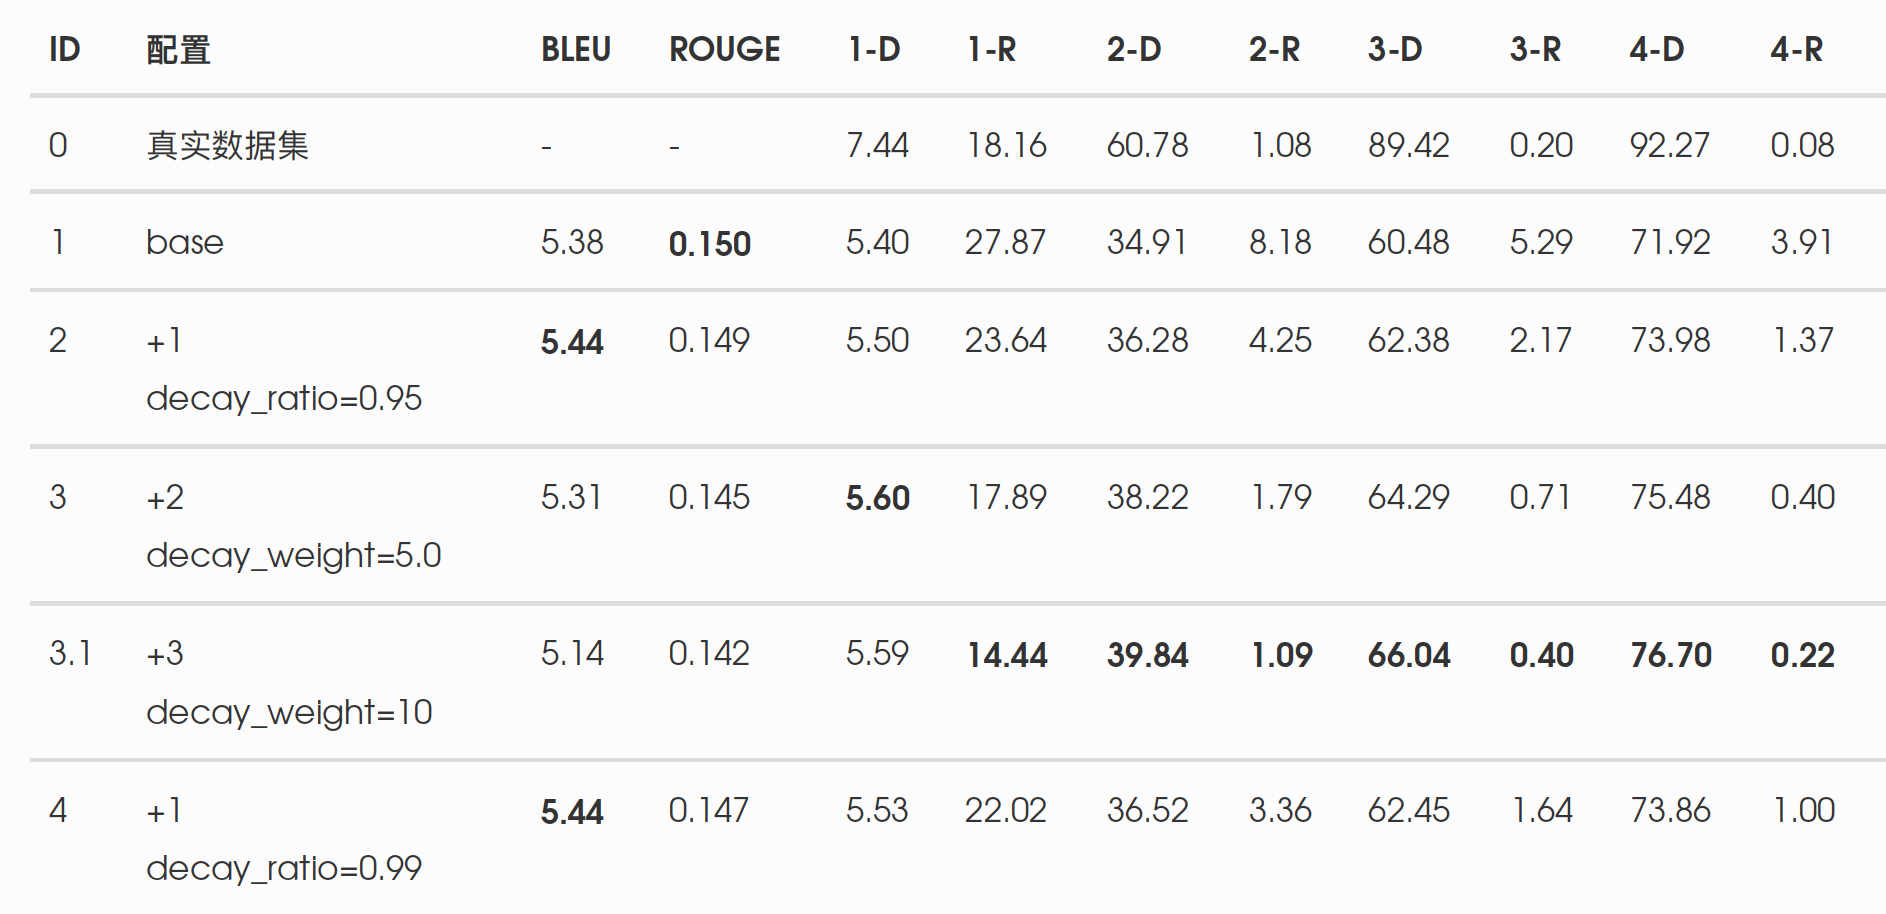 ID 配置 BLEU ROUGE 1-D 1-R 2-D 2-R 3-D 3-R 4-D 4-R
0 真实数据集 - - 7.44 18.16 60.78 1.08 89.42 0.20 92.27 0.08
1 base 5.38 0.150 5.40 27.87 34.91 8.18 60.48 5.29 71.92 3.91
2 +1 5.44 0.149 5.50 23.64 36.28 4.25 62.38 2.17 73.98 1.37
decay_ratio=0.95
3 +2 5.31 0.145 5.60 17.89 38.22 1.79 64.29 0.71 75.48 0.40
decay_weight=5.0
3.1 +3 5.14 0.142 5.59 14.44 39.84 1.09 66.04 0.40 76.70 0.22
decay_weight=10
4 +1 5.44 0.147 5.53 22.02 36.52 3.36 62.45 1.64 73.86 1.00
decay_ratio=0.99